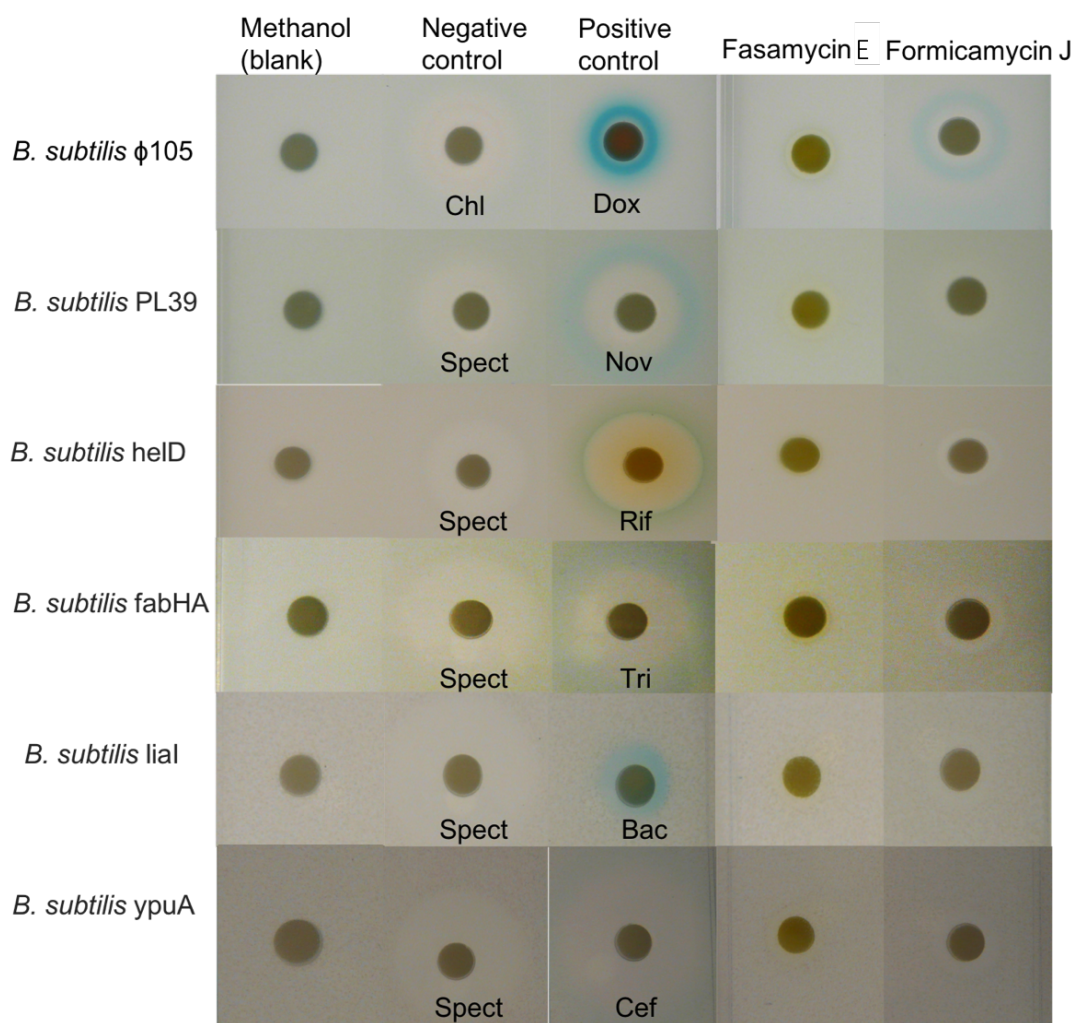 Methanol (blank)
Negative control
Positive control
Fasamycin E
Formicamycin J
B. subtilis ϕ105
Chl
Dox
B. subtilis PL39
Spect
Nov
B. subtilis helD
Spect
Rif
B. subtilis fabHA
Spect
Tri
B. subtilis liaI
Spect
Bac
B. subtilis ypuA
Spect
Cef